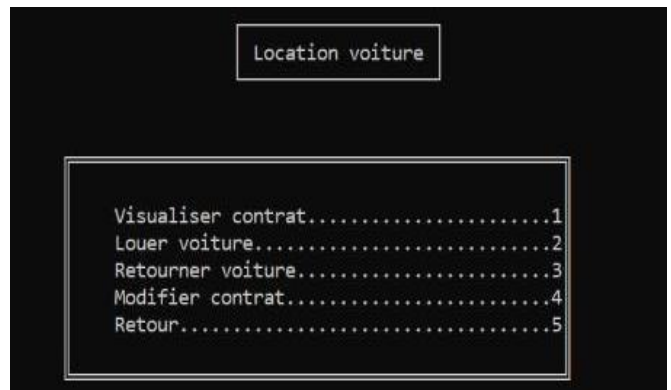 Location voiture
Visualiser contrat.......................1
Louer voiture............................2
Retourner voiture........................3
Modifier contrat.........................4
Retour...................................5